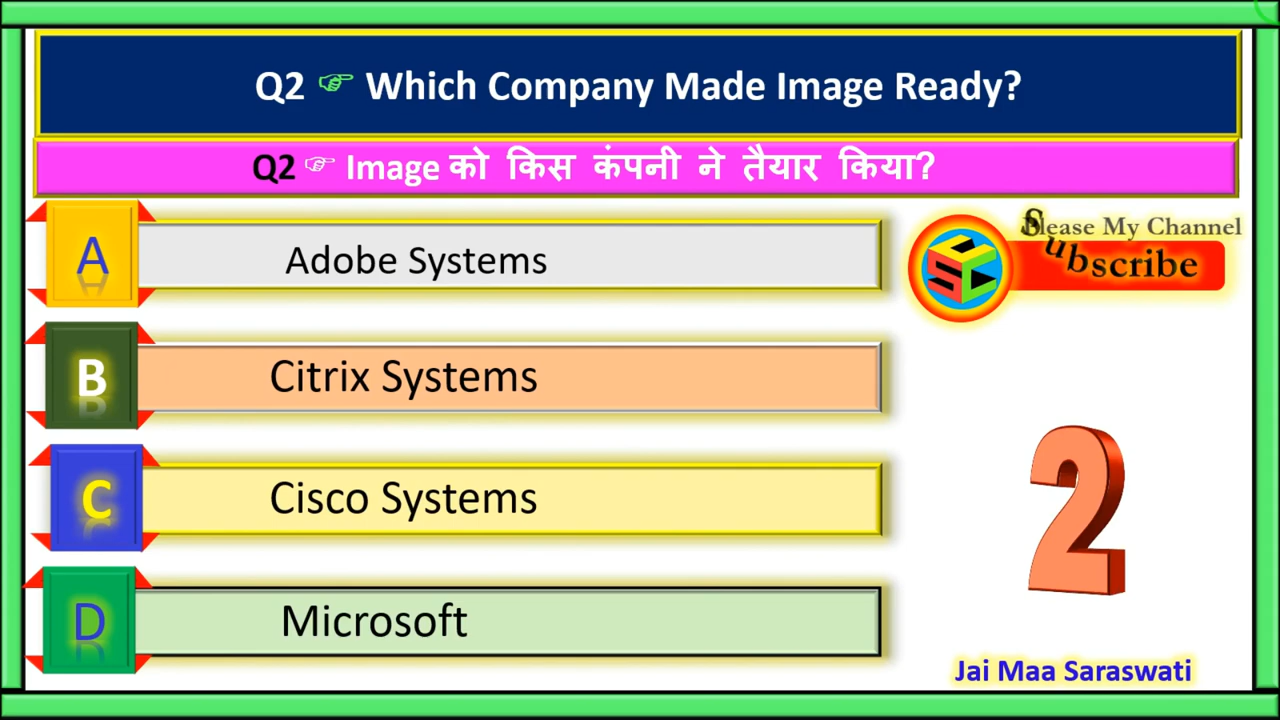 Q2 ☞ Which Company Made Image Ready?
Q2 ☞ Image को किस कंपनी ने तैयार किया?
A Adobe Systems
Please My Channel
Subscribe
B Citrix Systems
C Cisco Systems
2
D Microsoft
Jai Maa Saraswati